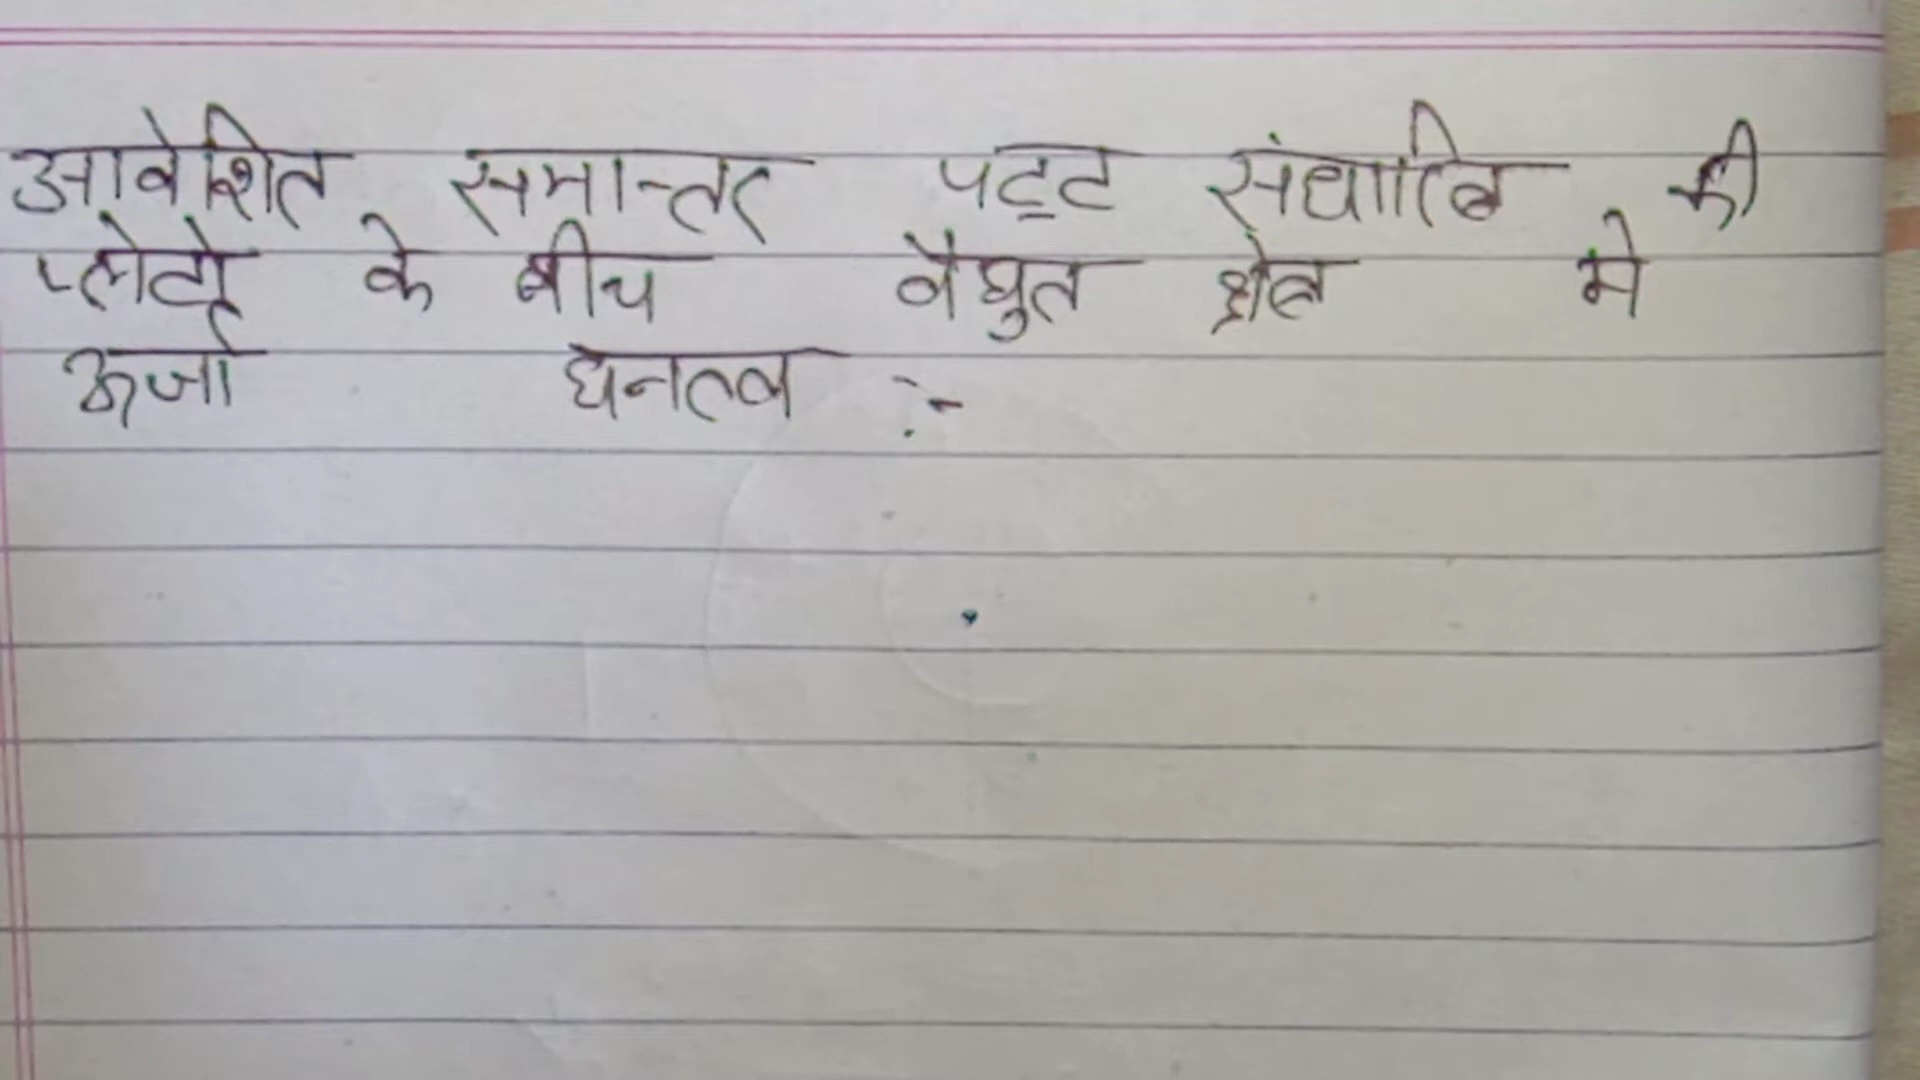 आवेशित समान्तर पट्ट संधारित्र की
प्लेटो के बीच वैधुत क्षेत्र मे
ऊर्जा घनत्व :-